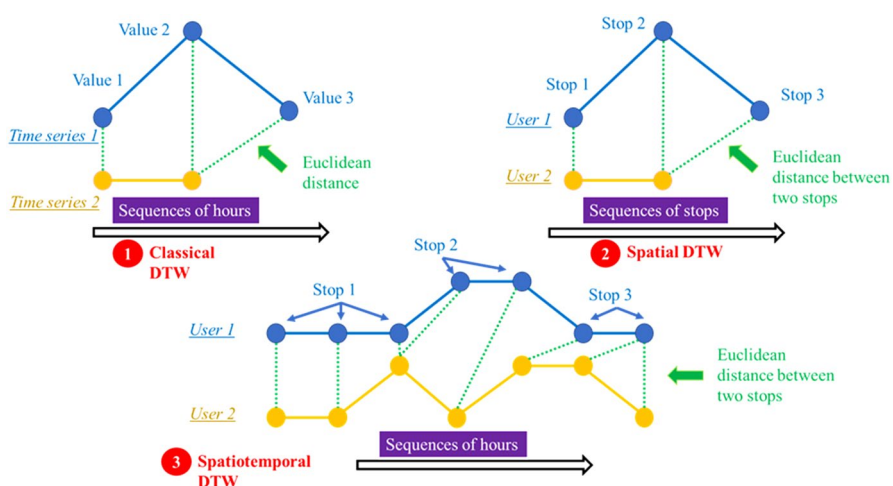 Value 2
Value 1
Value 3
Time series 1
Euclidean
distance
Time series 2
Sequences of hours
1 Classical
DTW
Stop 2
Stop 1
Stop 3
User 1
User 2
Euclidean
distance between
two stops
Sequences of stops
2 Spatial DTW
Stop 2
Stop 1
Stop 3
User 1
Euclidean
distance between
two stops
User 2
Sequences of hours
3 Spatiotemporal
DTW